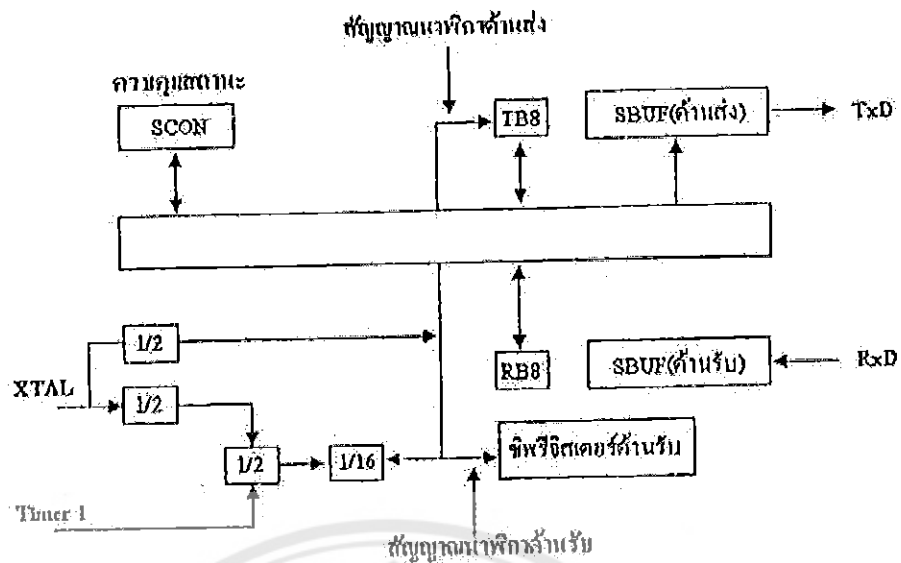 สัญญาณนาฬิกาด้านส่ง
ควบคุมสถานะ
SCON
TB8
SBUF(ด้านส่ง)
TxD
1/2
XTAL
1/2
RB8
SBUF(ด้านรับ)
RxD
1/2
1/16
ชิพรีจิสเตอร์ด้านรับ
Timer 1
สัญญาณนาฬิกาด้านรับ